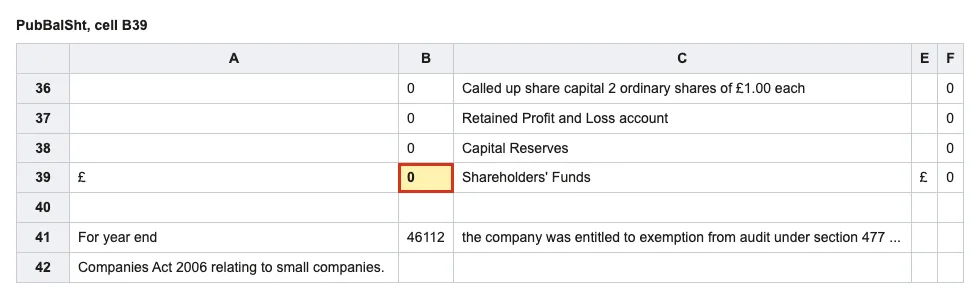 PubBalSht, cell B39
A B C E F
36 0 Called up share capital 2 ordinary shares of £1.00 each 0
37 0 Retained Profit and Loss account 0
38 0 Capital Reserves 0
39 £ 0 Shareholders' Funds £ 0
40
41 For year end 46112 the company was entitled to exemption from audit under section 477 ...
42 Companies Act 2006 relating to small companies.